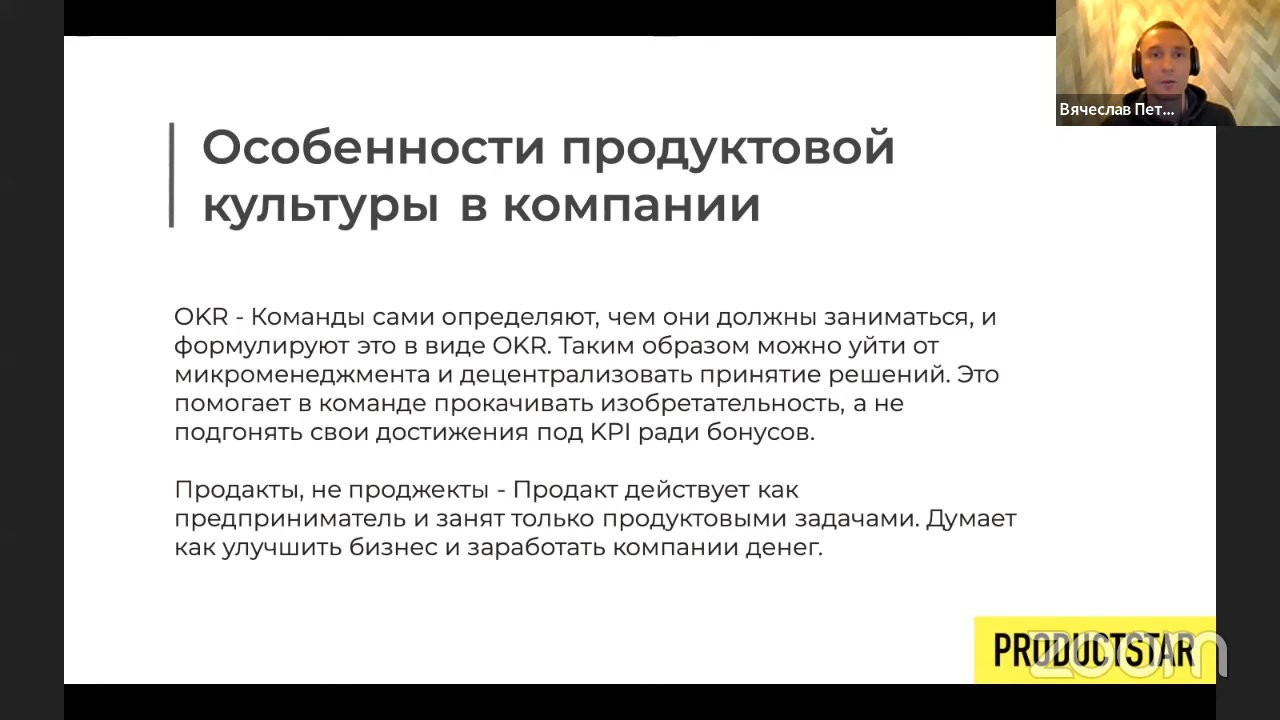 Вячеслав Пет...
Особенности продуктовой
культуры в компании
OKR - Команды сами определяют, чем они должны заниматься, и
формулируют это в виде OKR. Таким образом можно уйти от
микроменеджмента и децентрализовать принятие решений. Это
помогает в команде прокачивать изобретательность, а не
подгонять свои достижения под KPI ради бонусов.
Продакты, не проджекты - Продакт действует как
предприниматель и занят только продуктовыми задачами. Думает
как улучшить бизнес и заработать компании денег.
PRODUCTSTAR
zoom